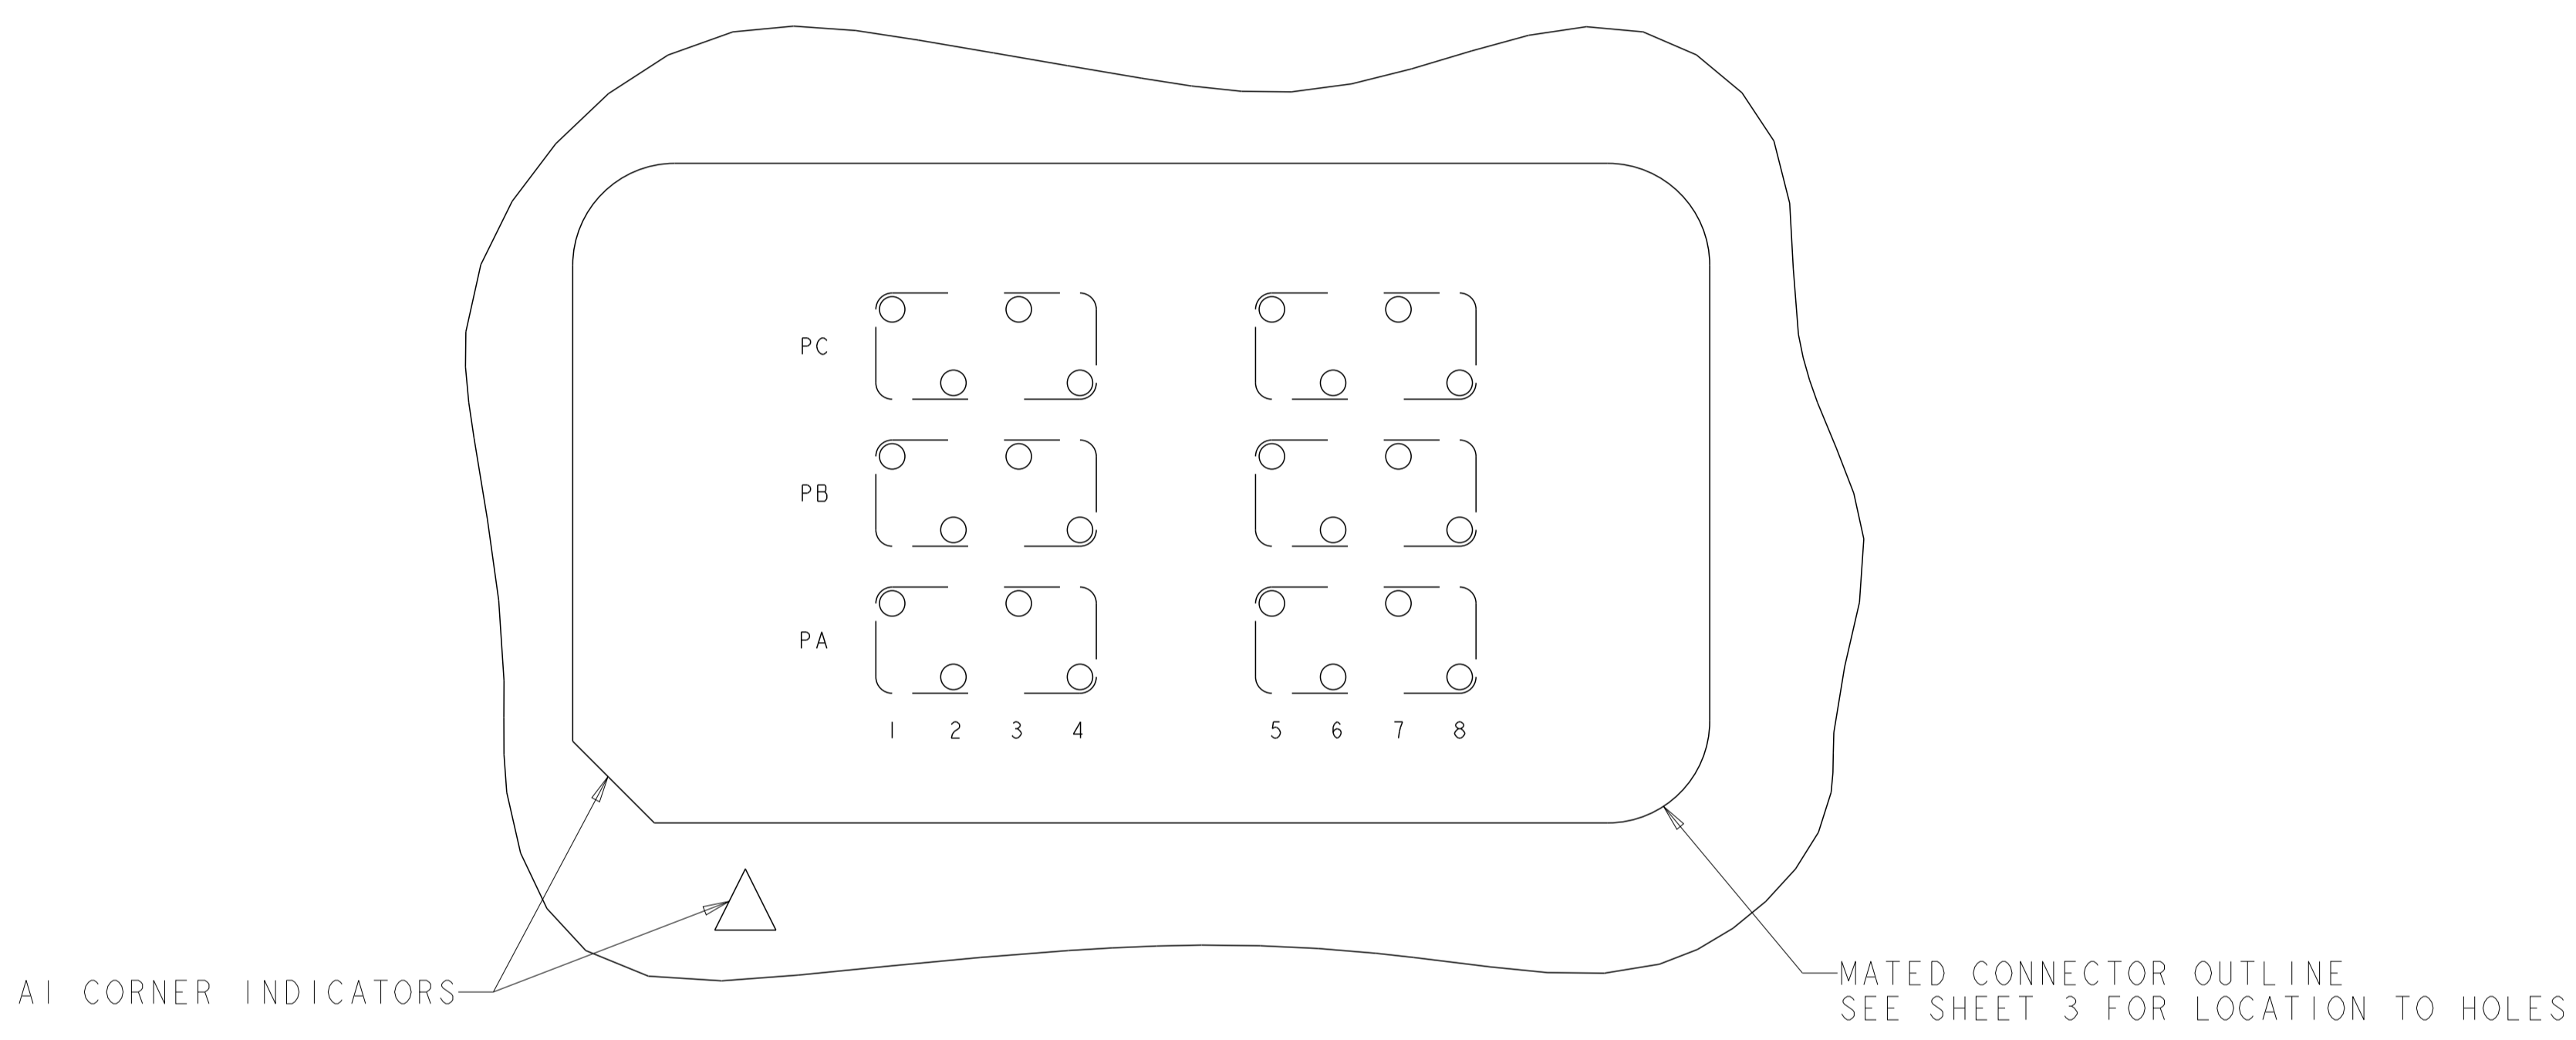 PC
PB
PA
1 2 3 4 5 6 7 8
A1 CORNER INDICATORS
MATED CONNECTOR OUTLINE
SEE SHEET 3 FOR LOCATION TO HOLES